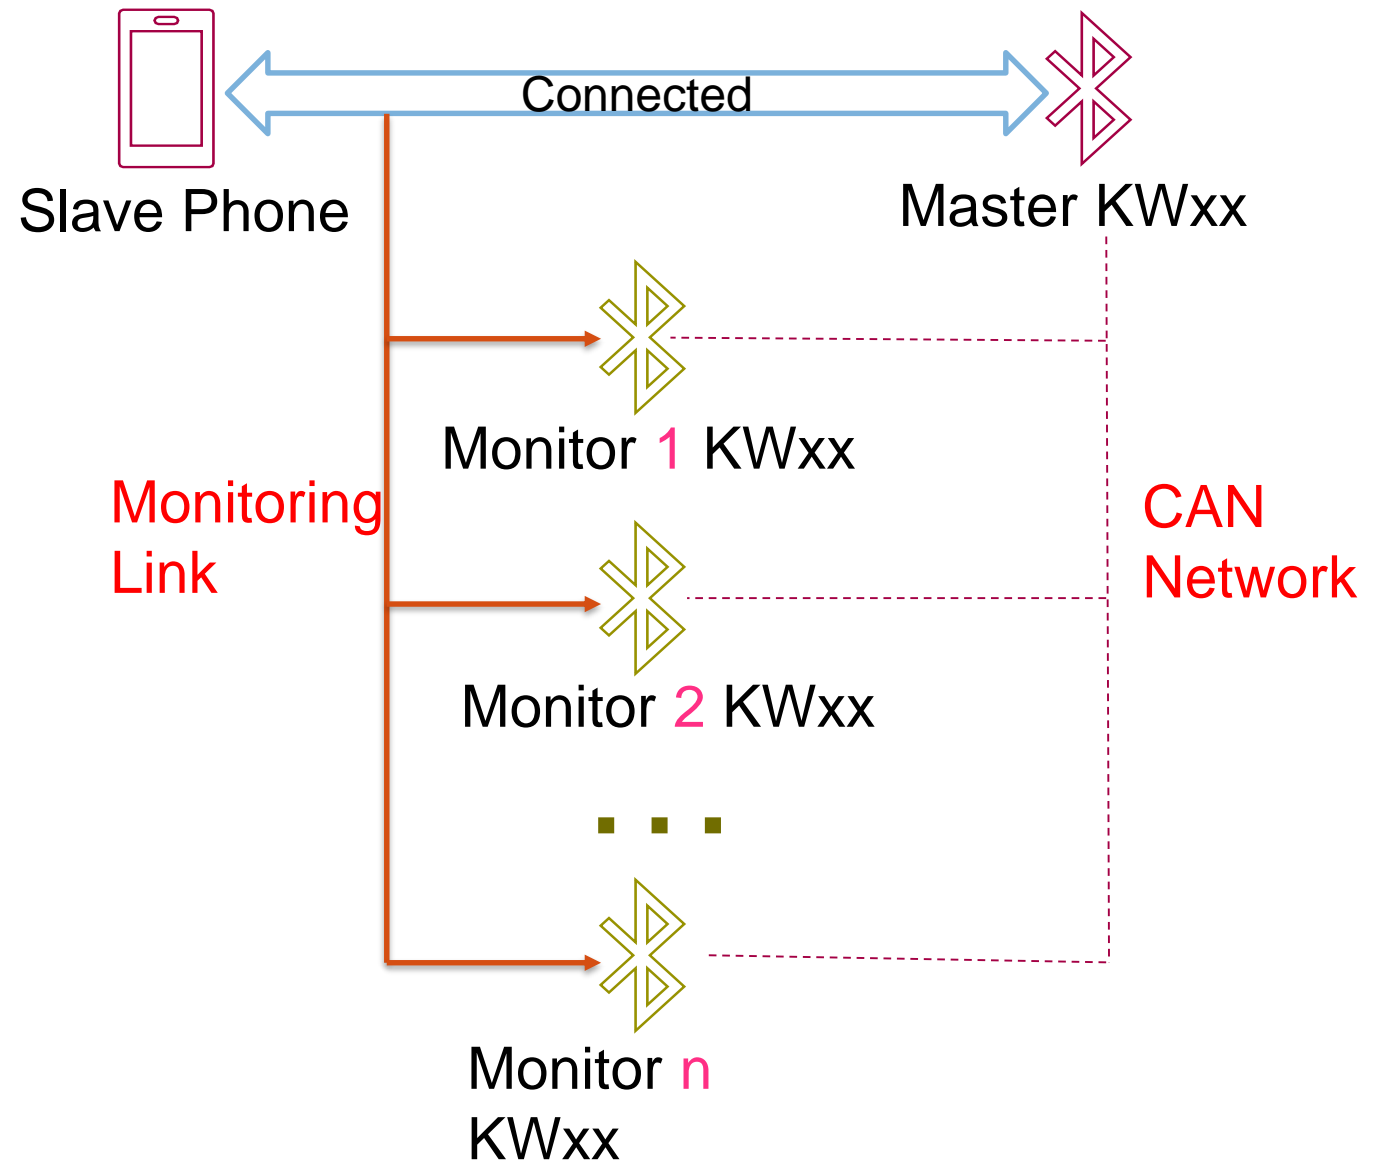 Connected
Slave Phone
Master KWxx
Monitor 1 KWxx
Monitoring
Link
CAN
Network
Monitor 2 KWxx
Monitor n
KWxx